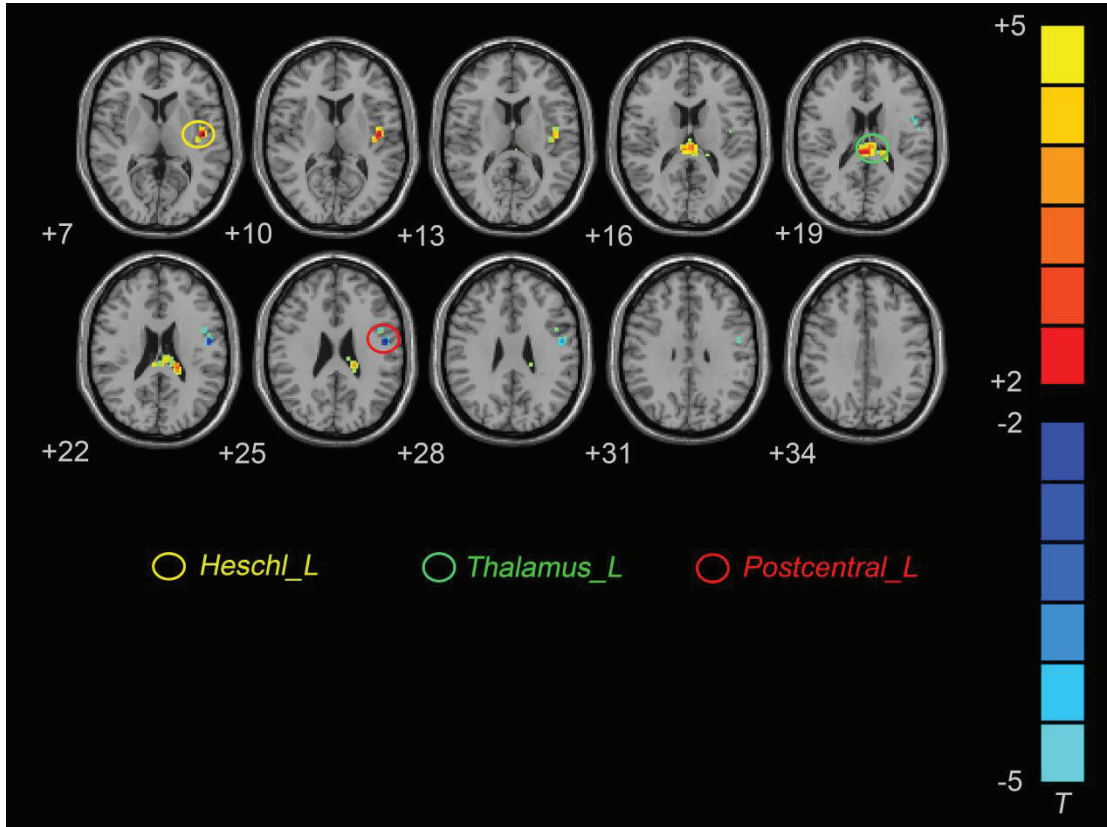 +5
+7 +10 +13 +16 +19
+2
-2
+22 +25 +28 +31 +34
Heschl_L Thalamus_L Postcentral_L
-5
T